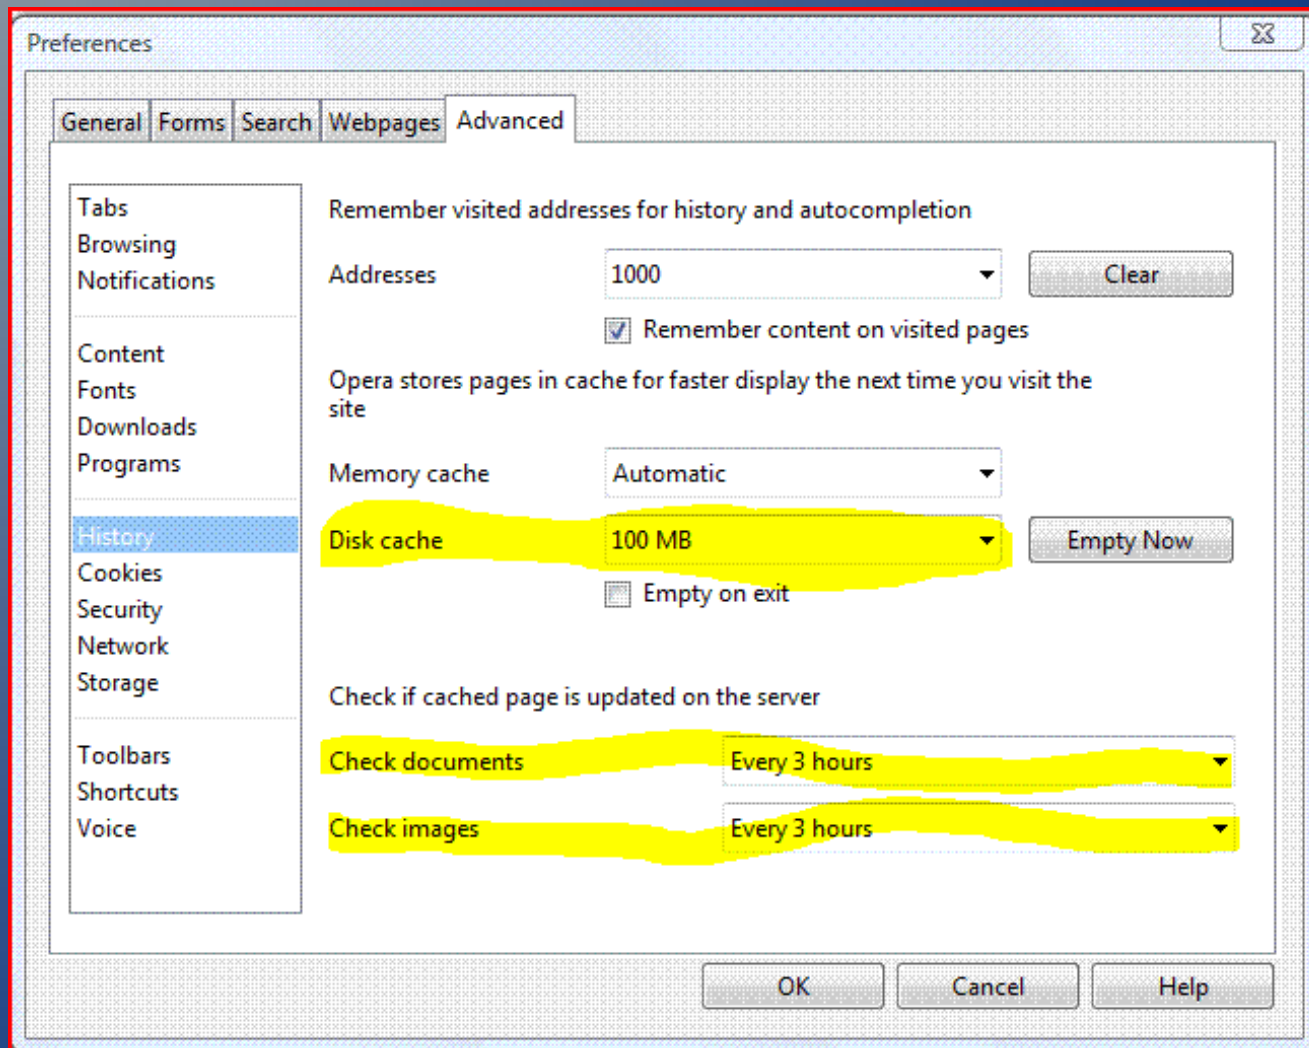 Preferences
General Forms Search Webpages Advanced
Tabs
Browsing
Notifications
Content
Fonts
Downloads
Programs
History
Cookies
Security
Network
Storage
Toolbars
Shortcuts
Voice
Remember visited addresses for history and autocompletion
Addresses 1000 Clear
Remember content on visited pages
Opera stores pages in cache for faster display the next time you visit the
site
Memory cache Automatic
Disk cache 100 MB Empty Now
Empty on exit
Check if cached page is updated on the server
Check documents Every 3 hours
Check images Every 3 hours
OK Cancel Help